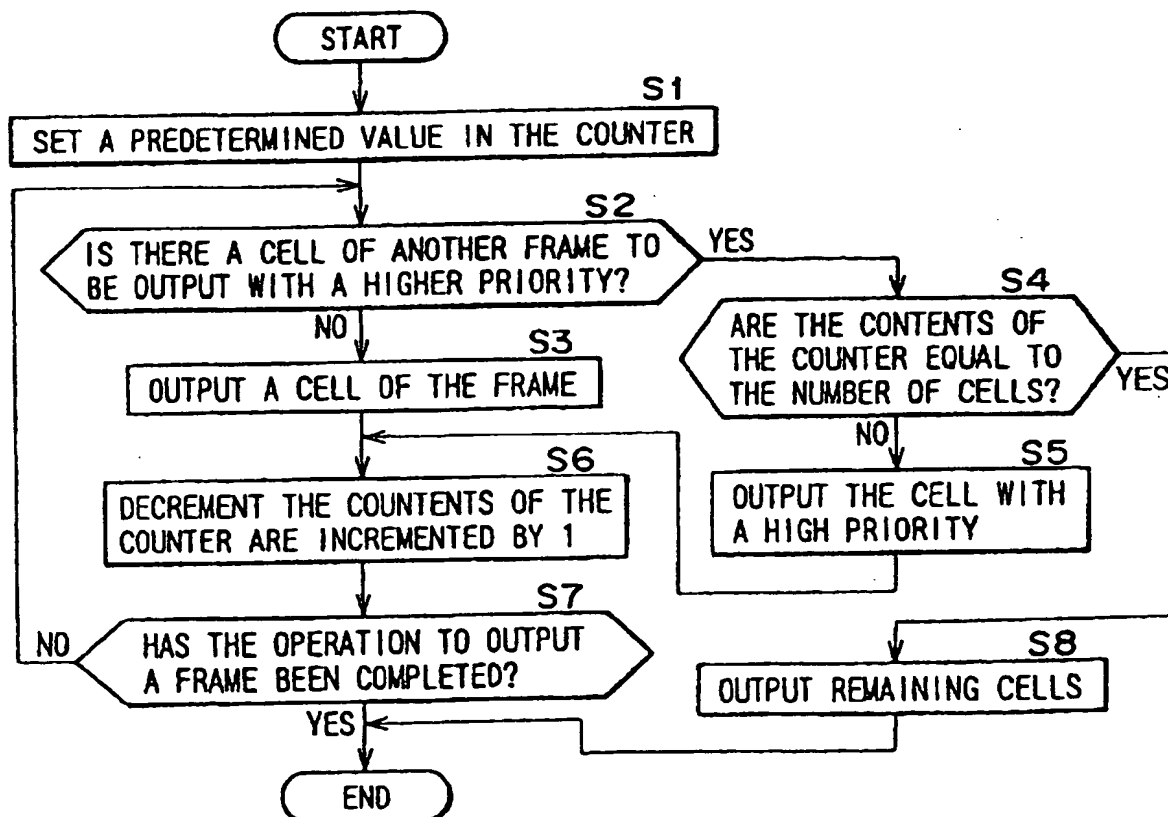 START
S1
SET A PREDETERMINED VALUE IN THE COUNTER
S2
IS THERE A CELL OF ANOTHER FRAME TO
BE OUTPUT WITH A HIGHER PRIORITY?
YES
NO
S4
ARE THE CONTENTS OF
THE COUNTER EQUAL TO
THE NUMBER OF CELLS?
YES
NO
S3
OUTPUT A CELL OF THE FRAME
S5
OUTPUT THE CELL WITH
A HIGH PRIORITY
S6
DECREMENT THE COUNTENTS OF THE
COUNTER ARE INCREMENTED BY 1
S7
HAS THE OPERATION TO OUTPUT
A FRAME BEEN COMPLETED?
NO
YES
S8
OUTPUT REMAINING CELLS
END